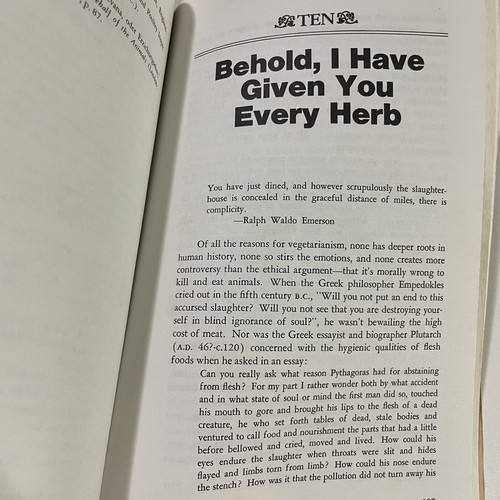 p. 87.
TEN
Behold, I Have
Given You
Every Herb
You have just dined, and however scrupulously the slaughter-
house is concealed in the graceful distance of miles, there is
complicity.
—Ralph Waldo Emerson
Of all the reasons for vegetarianism, none has deeper roots in
human history, none so stirs the emotions, and none creates more
controversy than the ethical argument—that it's morally wrong to
kill and eat animals. When the Greek philosopher Empedokles
cried out in the fifth century B.C., "Will you not put an end to this
accursed slaughter? Will you not see that you are destroying your-
self in blind ignorance of soul?", he wasn't bewailing the high
cost of meat. Nor was the Greek essayist and biographer Plutarch
(A.D. 46?-c.120) concerned with the hygienic qualities of flesh
foods when he asked in an essay:
Can you really ask what reason Pythagoras had for abstaining
from flesh? For my part I rather wonder both by what accident
and in what state of soul or mind the first man did so, touched
his mouth to gore and brought his lips to the flesh of a dead
creature, he who set forth tables of dead, stale bodies and
ventured to call food and nourishment the parts that had a little
before bellowed and cried, moved and lived. How could his
eyes endure the slaughter when throats were slit and hides
flayed and limbs torn from limb? How could his nose endure
the stench? How was it that the pollution did not turn away his